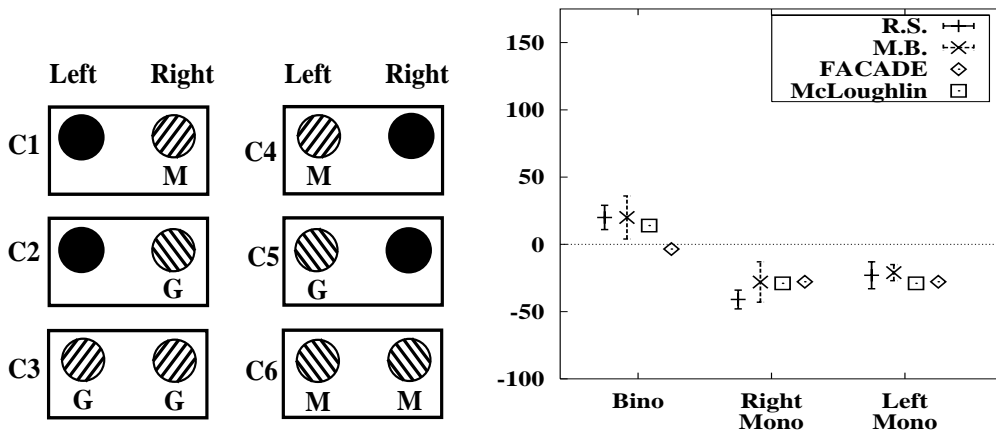 Left Right Left Right
C1 M C4 M
C2 G C5 G
C3 G G C6 M M
150
100
50
0
-50
-100
R.S.
M.B.
FACADE
McLoughlin
Bino Right Left
Mono Mono